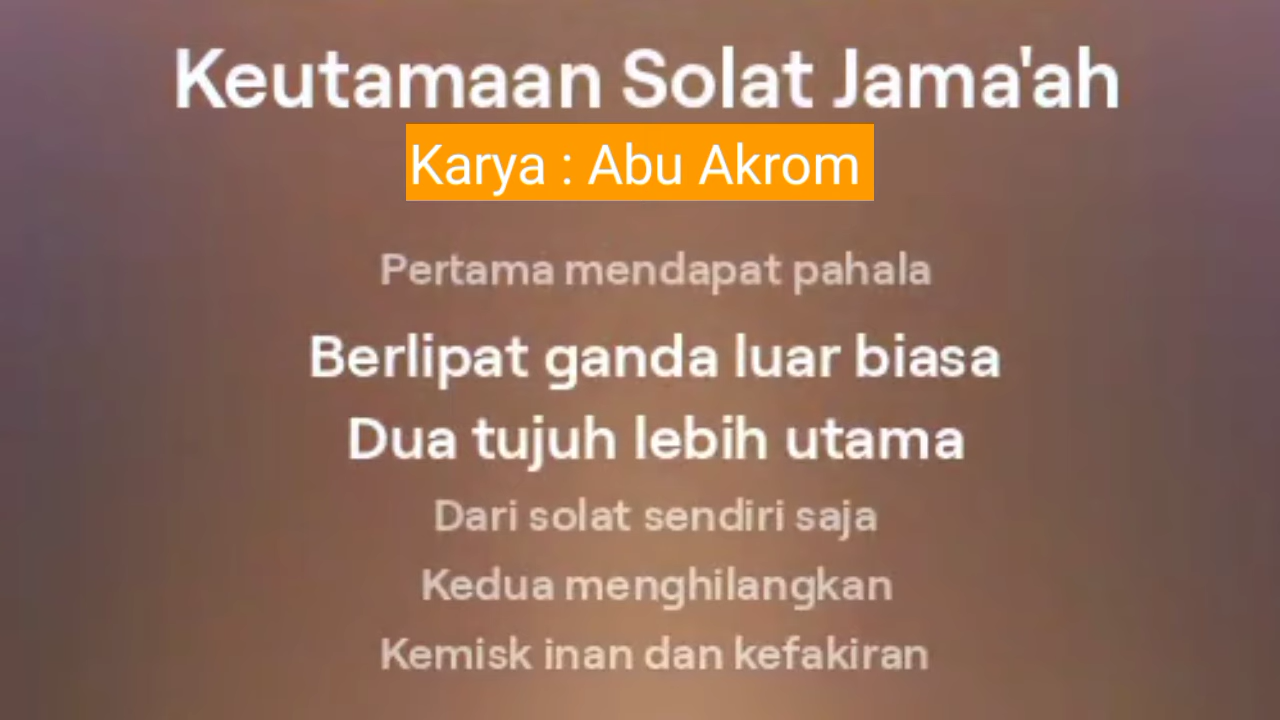 Keutamaan Solat Jama'ah
Karya : Abu Akrom
Pertama mendapat pahala
Berlipat ganda luar biasa
Dua tujuh lebih utama
Dari solat sendiri saja
Kedua menghilangkan
Kemisk inan dan kefakiran